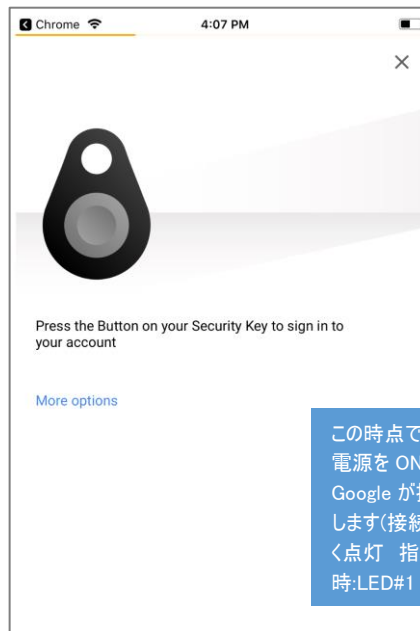 Chrome
4:07 PM
Press the Button on your Security Key to sign in to
your account
More options
この時点で
電源を ON
Google が
します(接続
く点灯 指
時:LED#1